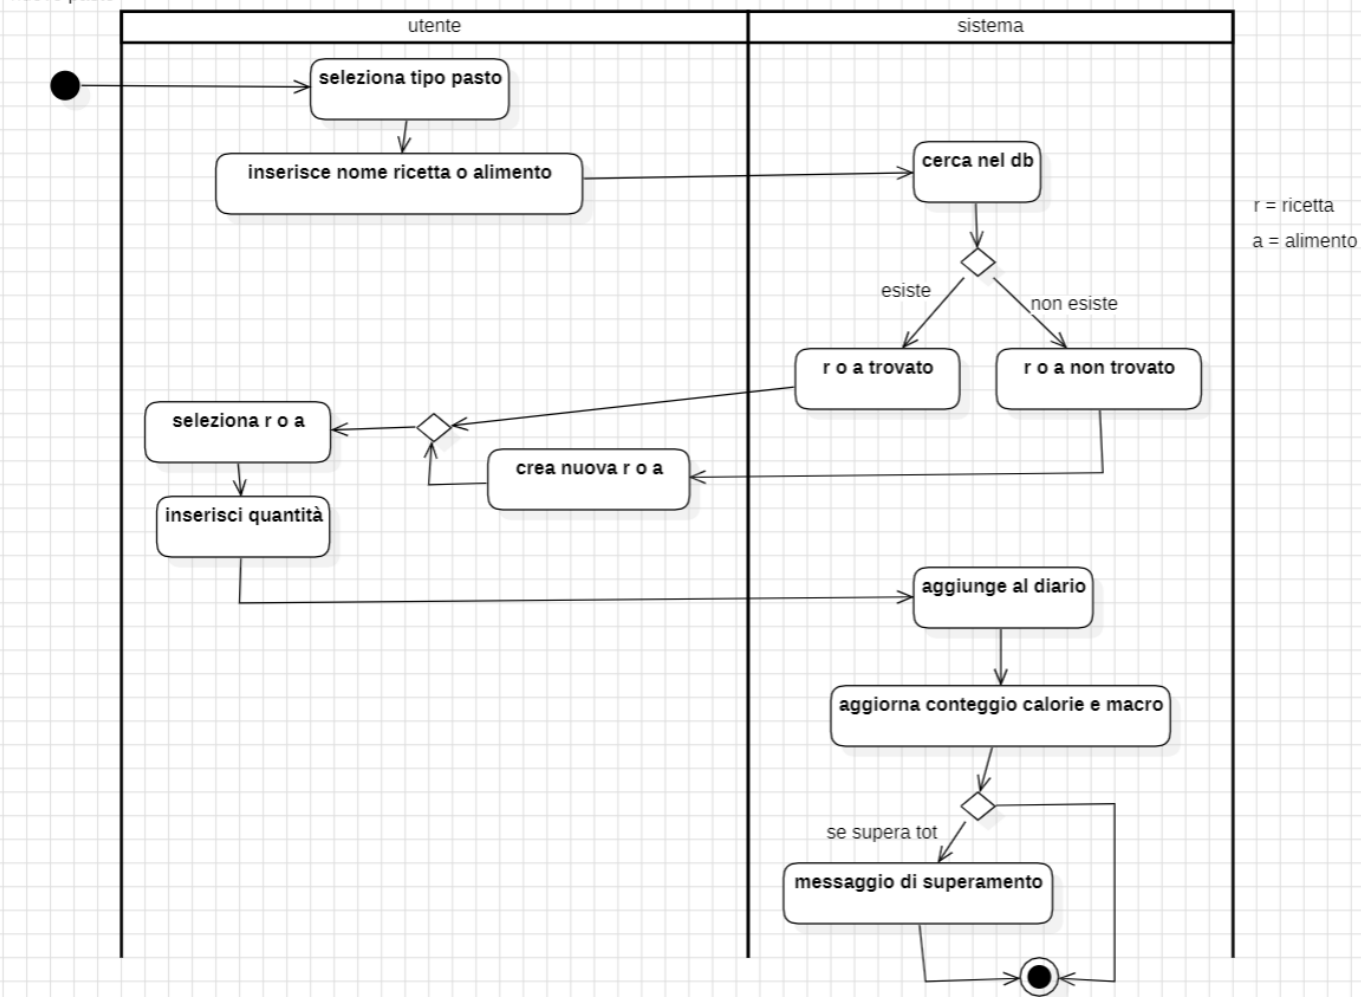 utente
sistema
seleziona tipo pasto
inserisce nome ricetta o alimento
cerca nel db
r = ricetta
a = alimento
esiste
non esiste
r o a trovato
r o a non trovato
seleziona r o a
crea nuova r o a
inserisci quantità
aggiunge al diario
aggiorna conteggio calorie e macro
se supera tot
messaggio di superamento